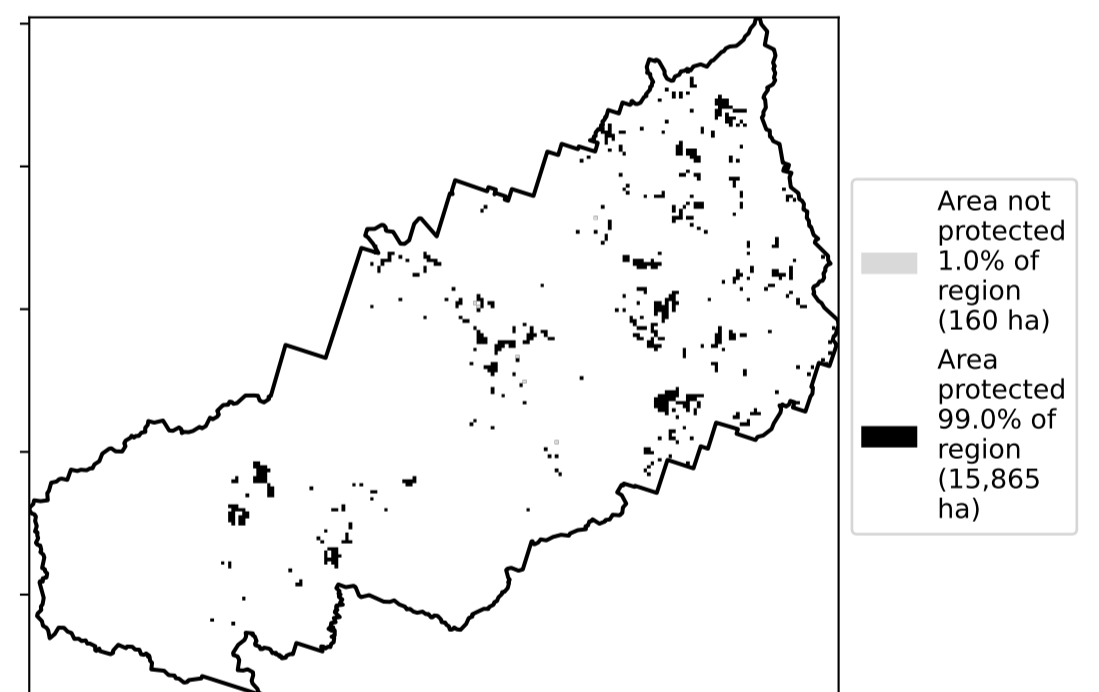 Area not
protected
1.0% of
region
(160 ha)
Area
protected
99.0% of
region
(15,865
ha)